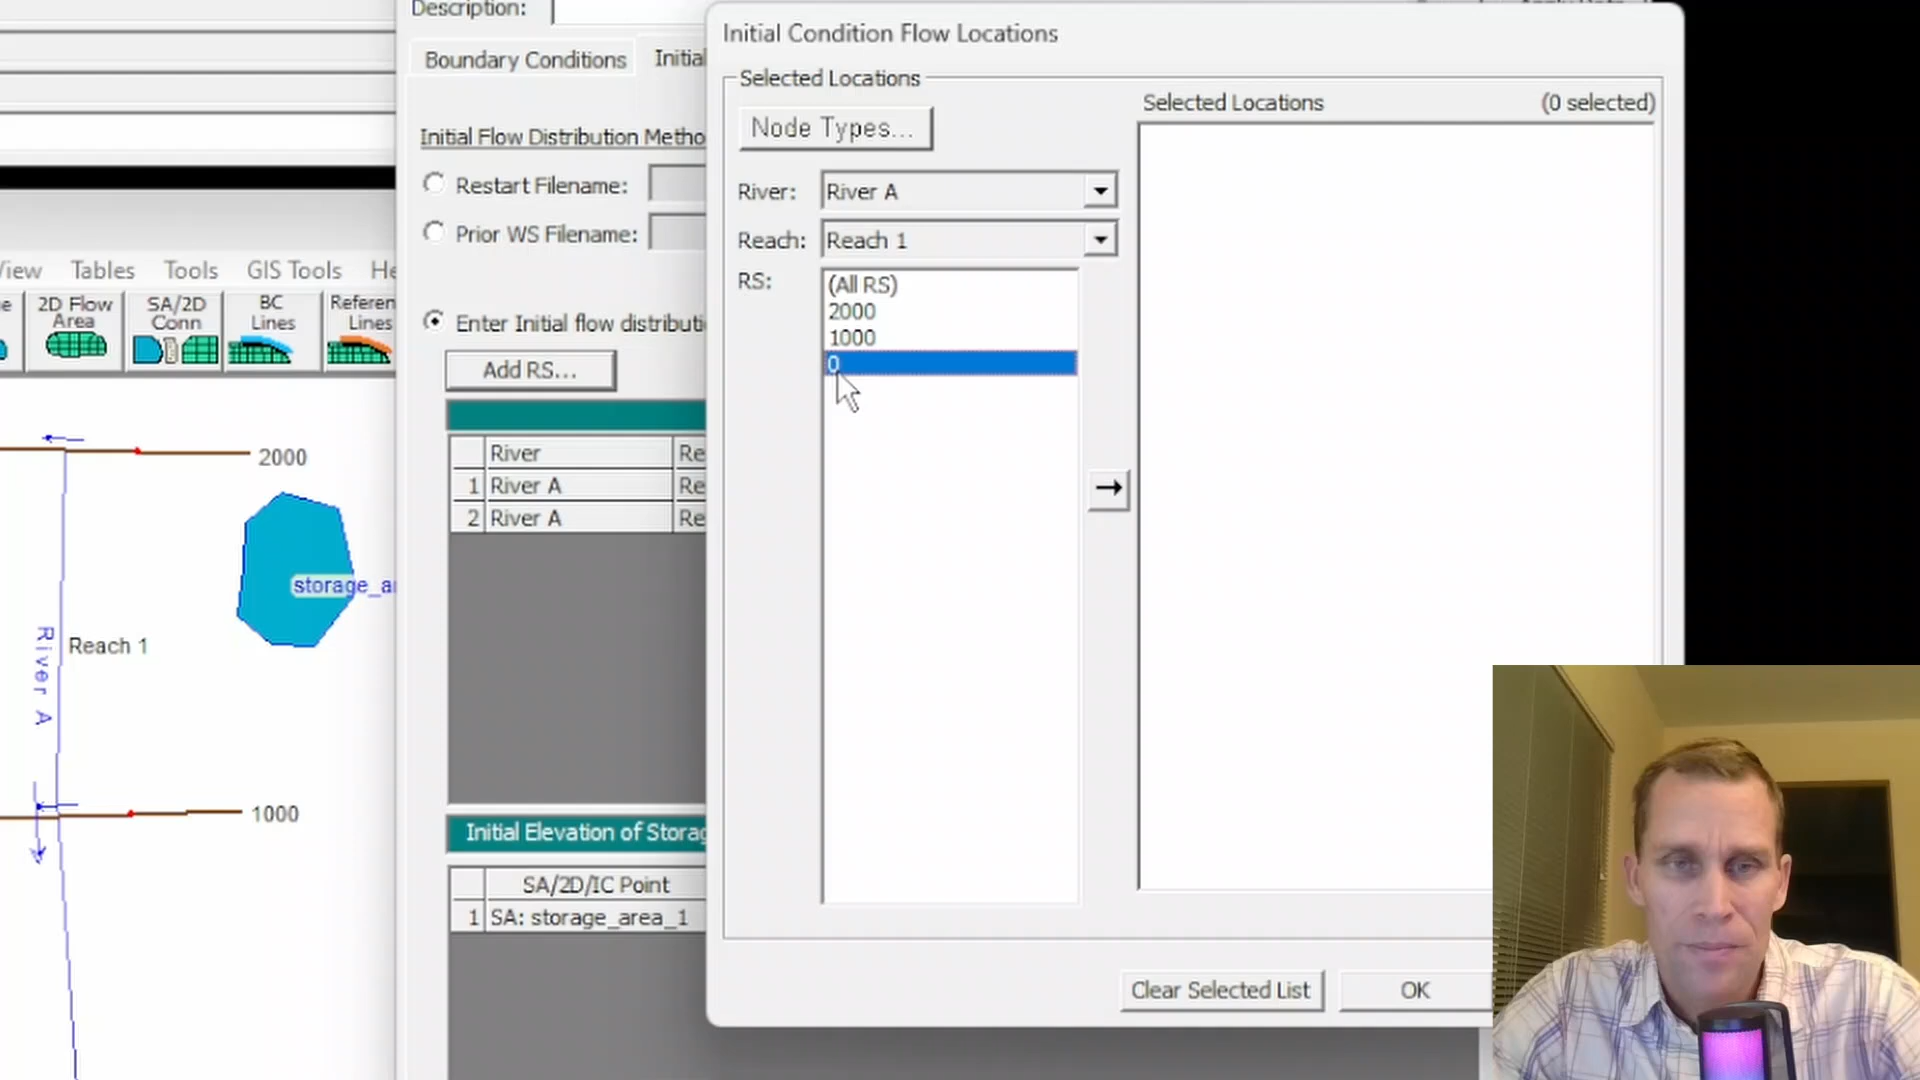 Description:
Boundary Conditions
Initial
Initial Flow Distribution Metho
Restart Filename:
Prior WS Filename:
Enter Initial flow distributi
Add RS...
River Re
1 River A Re
2 River A Re
Initial Elevation of Storag
SA/2D/IC Point
1 SA: storage_area_1
Initial Condition Flow Locations
Selected Locations
Node Types...
River: River A
Reach: Reach 1
RS:
(All RS)
2000
1000
0
Selected Locations (0 selected)
Clear Selected List
OK
View Tables Tools GIS Tools He
2D Flow Area
SA/2D Conn
BC Lines
Referen Lines
2000
storage_a
River A
Reach 1
1000